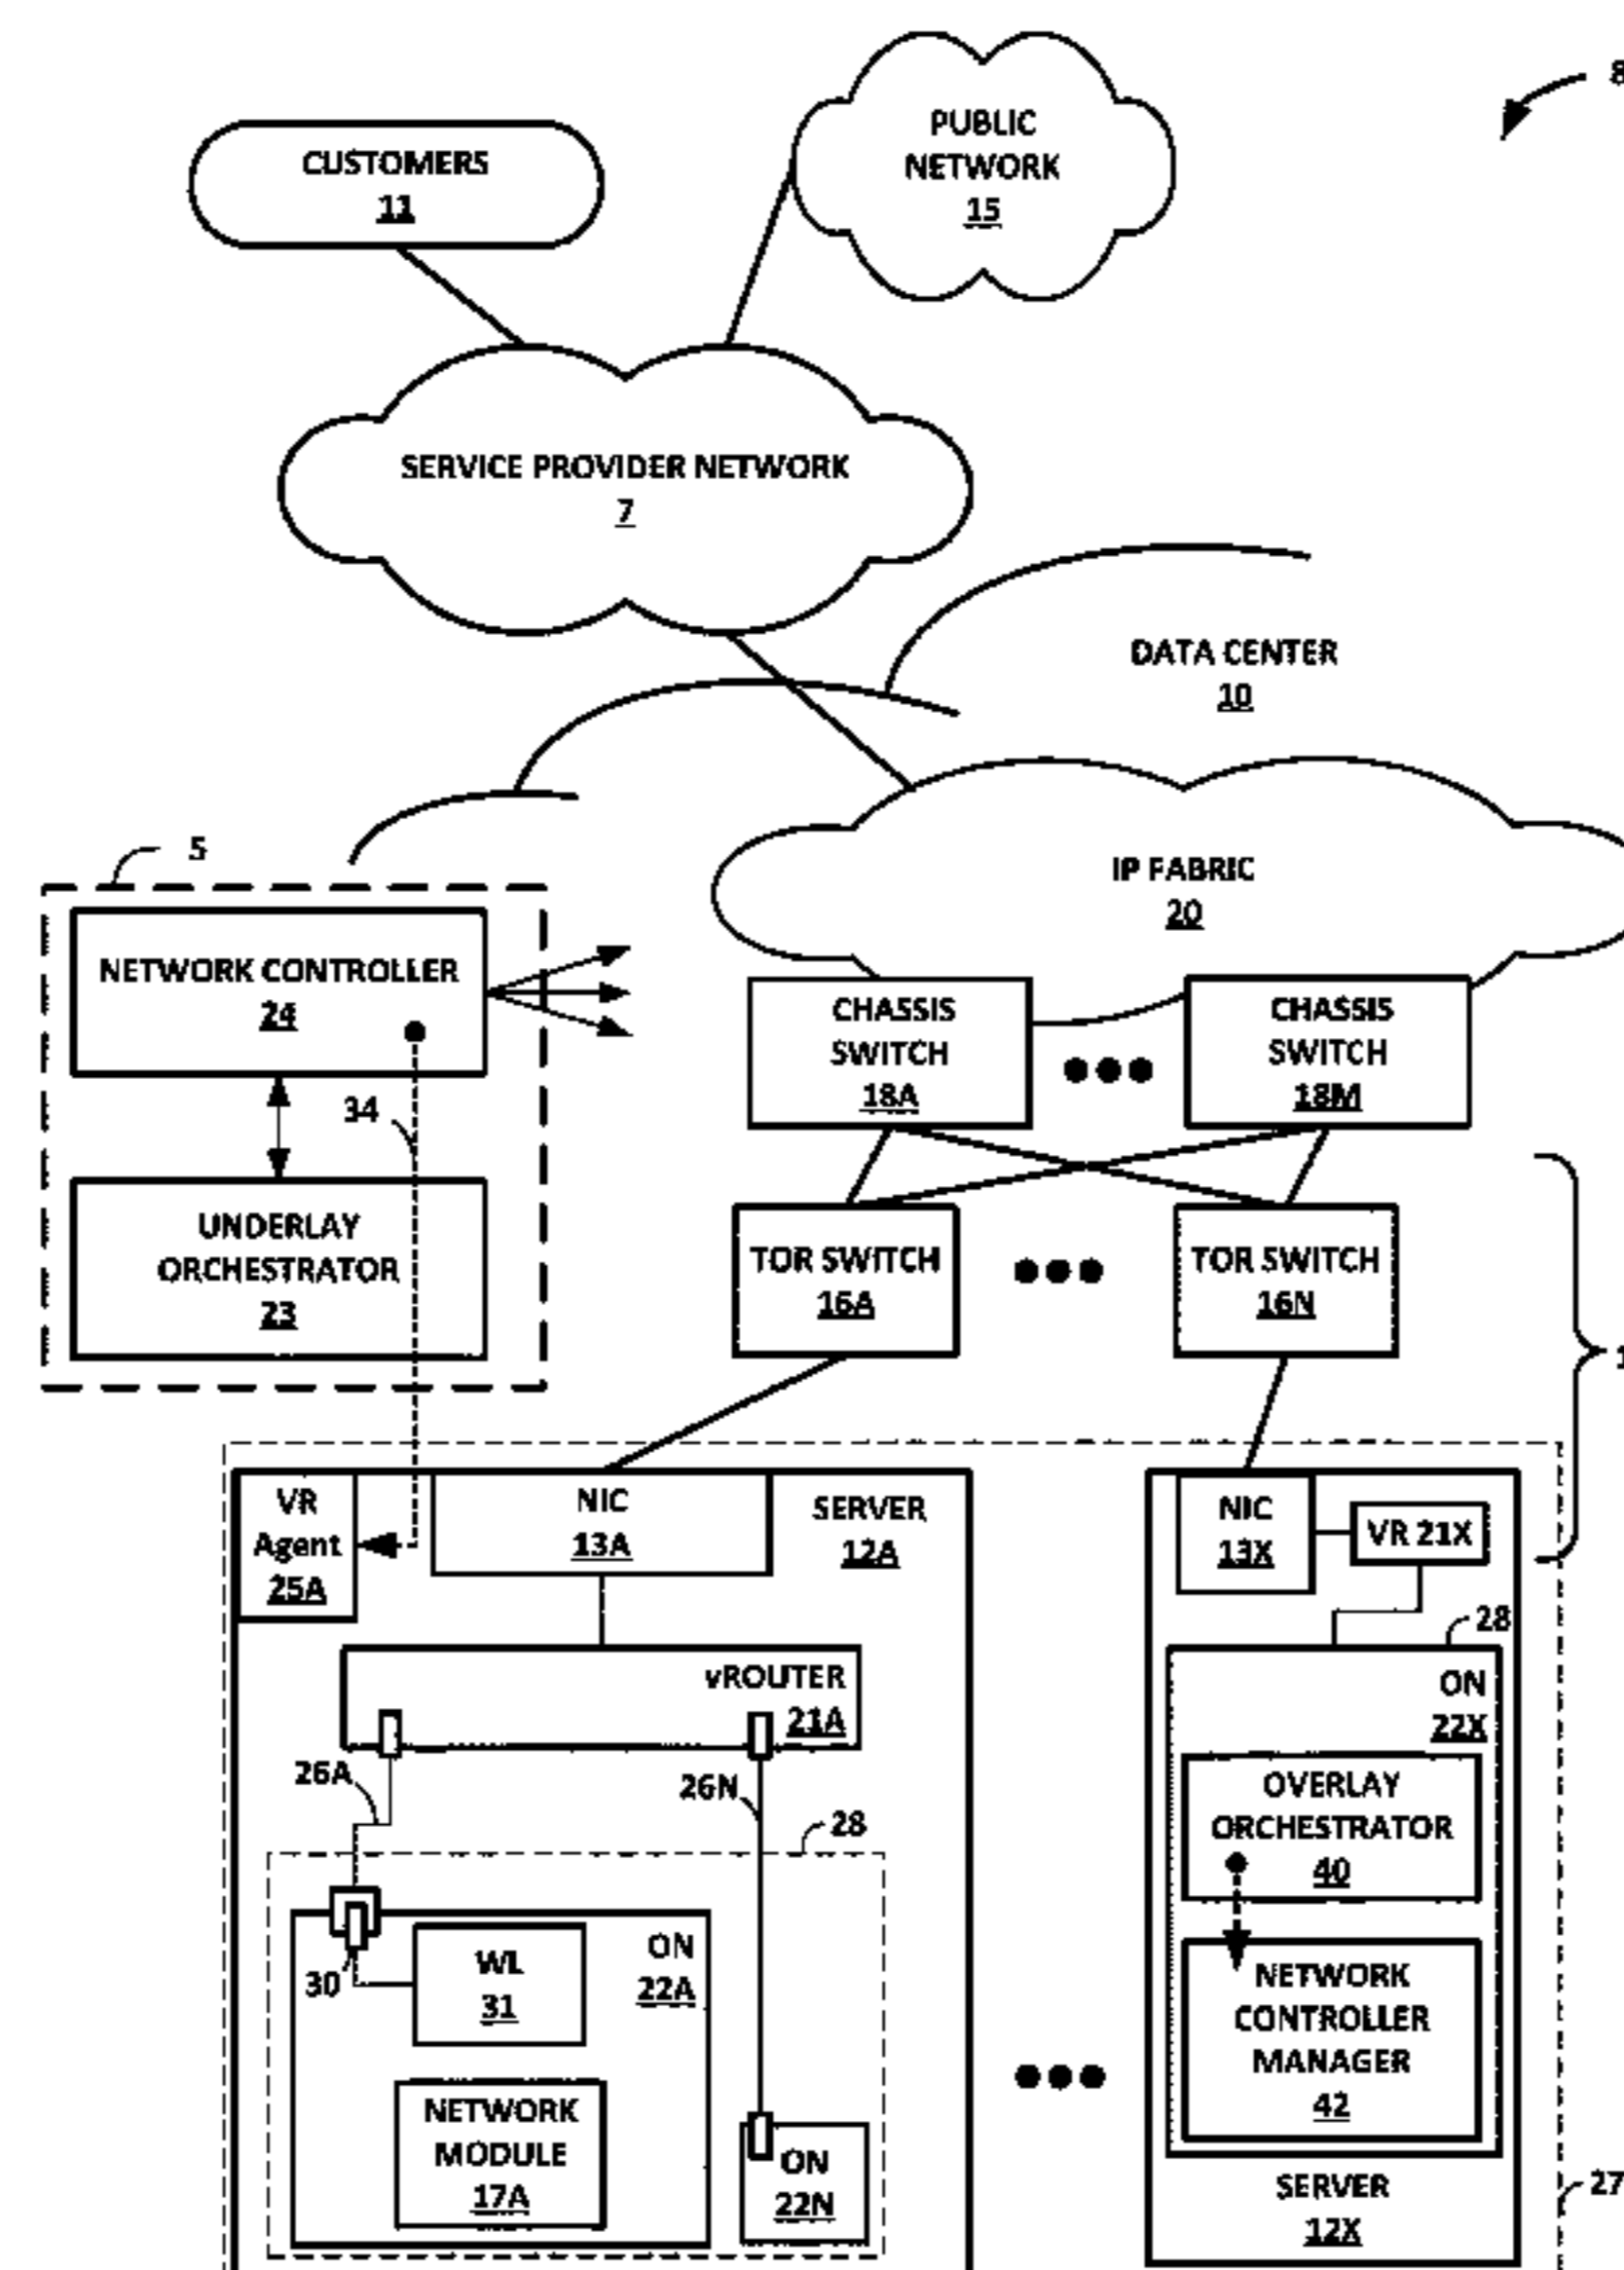 8
PUBLIC
NETWORK
15
CUSTOMERS
11
SERVICE PROVIDER NETWORK
7
DATA CENTER
10
5
IP FABRIC
20
NETWORK CONTROLLER
24
CHASSIS
SWITCH
18A
CHASSIS
SWITCH
18M
34
UNDERLAY
ORCHESTRATOR
23
TOR SWITCH
16A
TOR SWITCH
16N
VR
Agent
25A
NIC
13A
SERVER
12A
NIC
13X
VR 21X
28
vROUTER
21A
ON
22X
26A
26N
28
OVERLAY
ORCHESTRATOR
40
30
WL
31
ON
22A
NETWORK
CONTROLLER
MANAGER
42
NETWORK
MODULE
17A
ON
22N
SERVER
12X
27